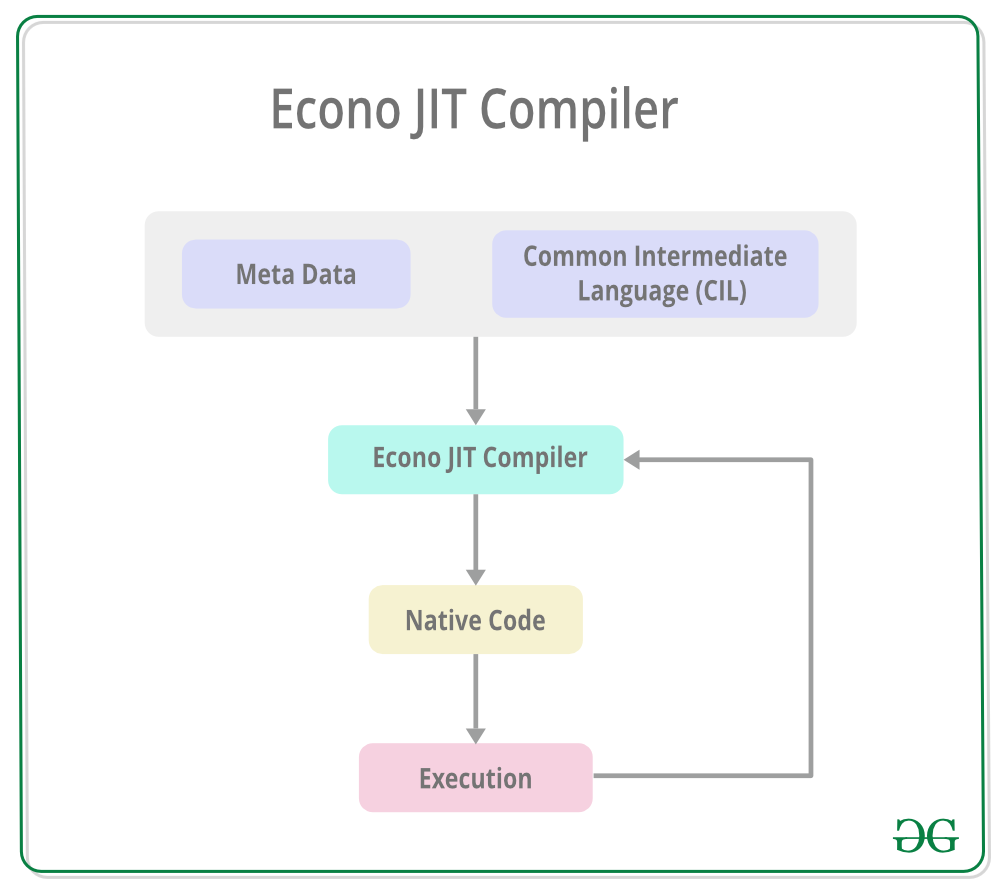 Econo JIT Compiler
Meta Data
Common Intermediate
Language (CIL)
Econo JIT Compiler
Native Code
Execution